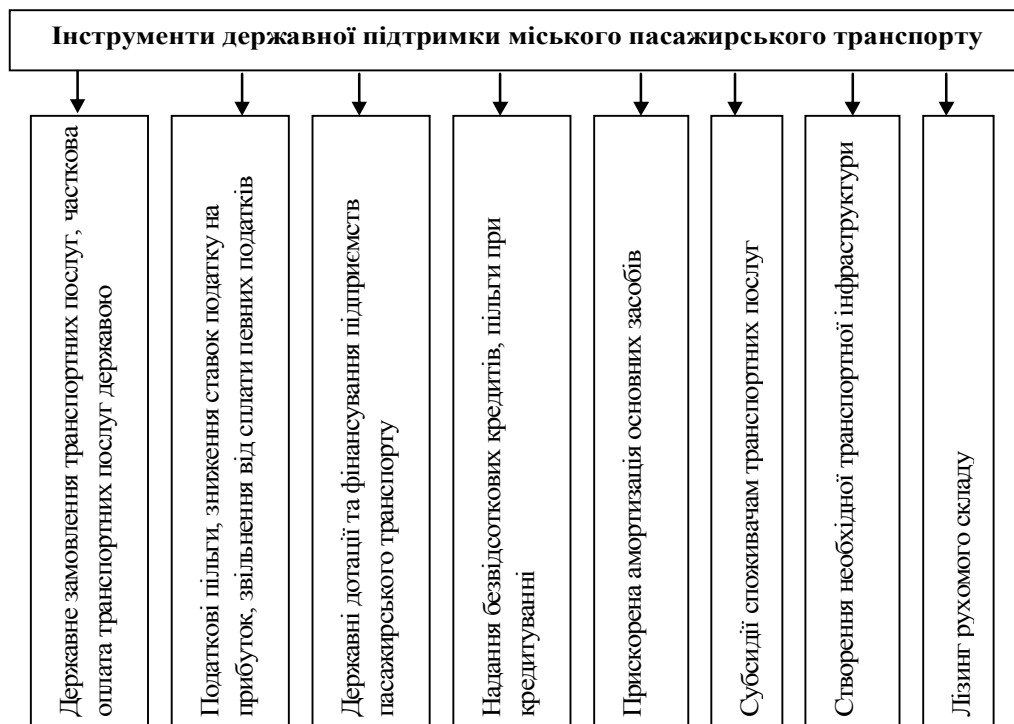 Інструменти державної підтримки міського пасажирського транспорту
Державне замовлення транспортних послуг, часткова
оплата транспортних послуг державою
Податкові пільги, зниження ставок податку на
прибуток, звільнення від сплати певних податків
Державні дотації та фінансування підприємств
пасажирського транспорту
Надання безвідсоткових кредитів, пільги при
кредитуванні
Прискорена амортизація основних засобів
Субсидії споживачам транспортних послуг
Створення необхідної транспортної інфраструктури
Лізинг рухомого складу